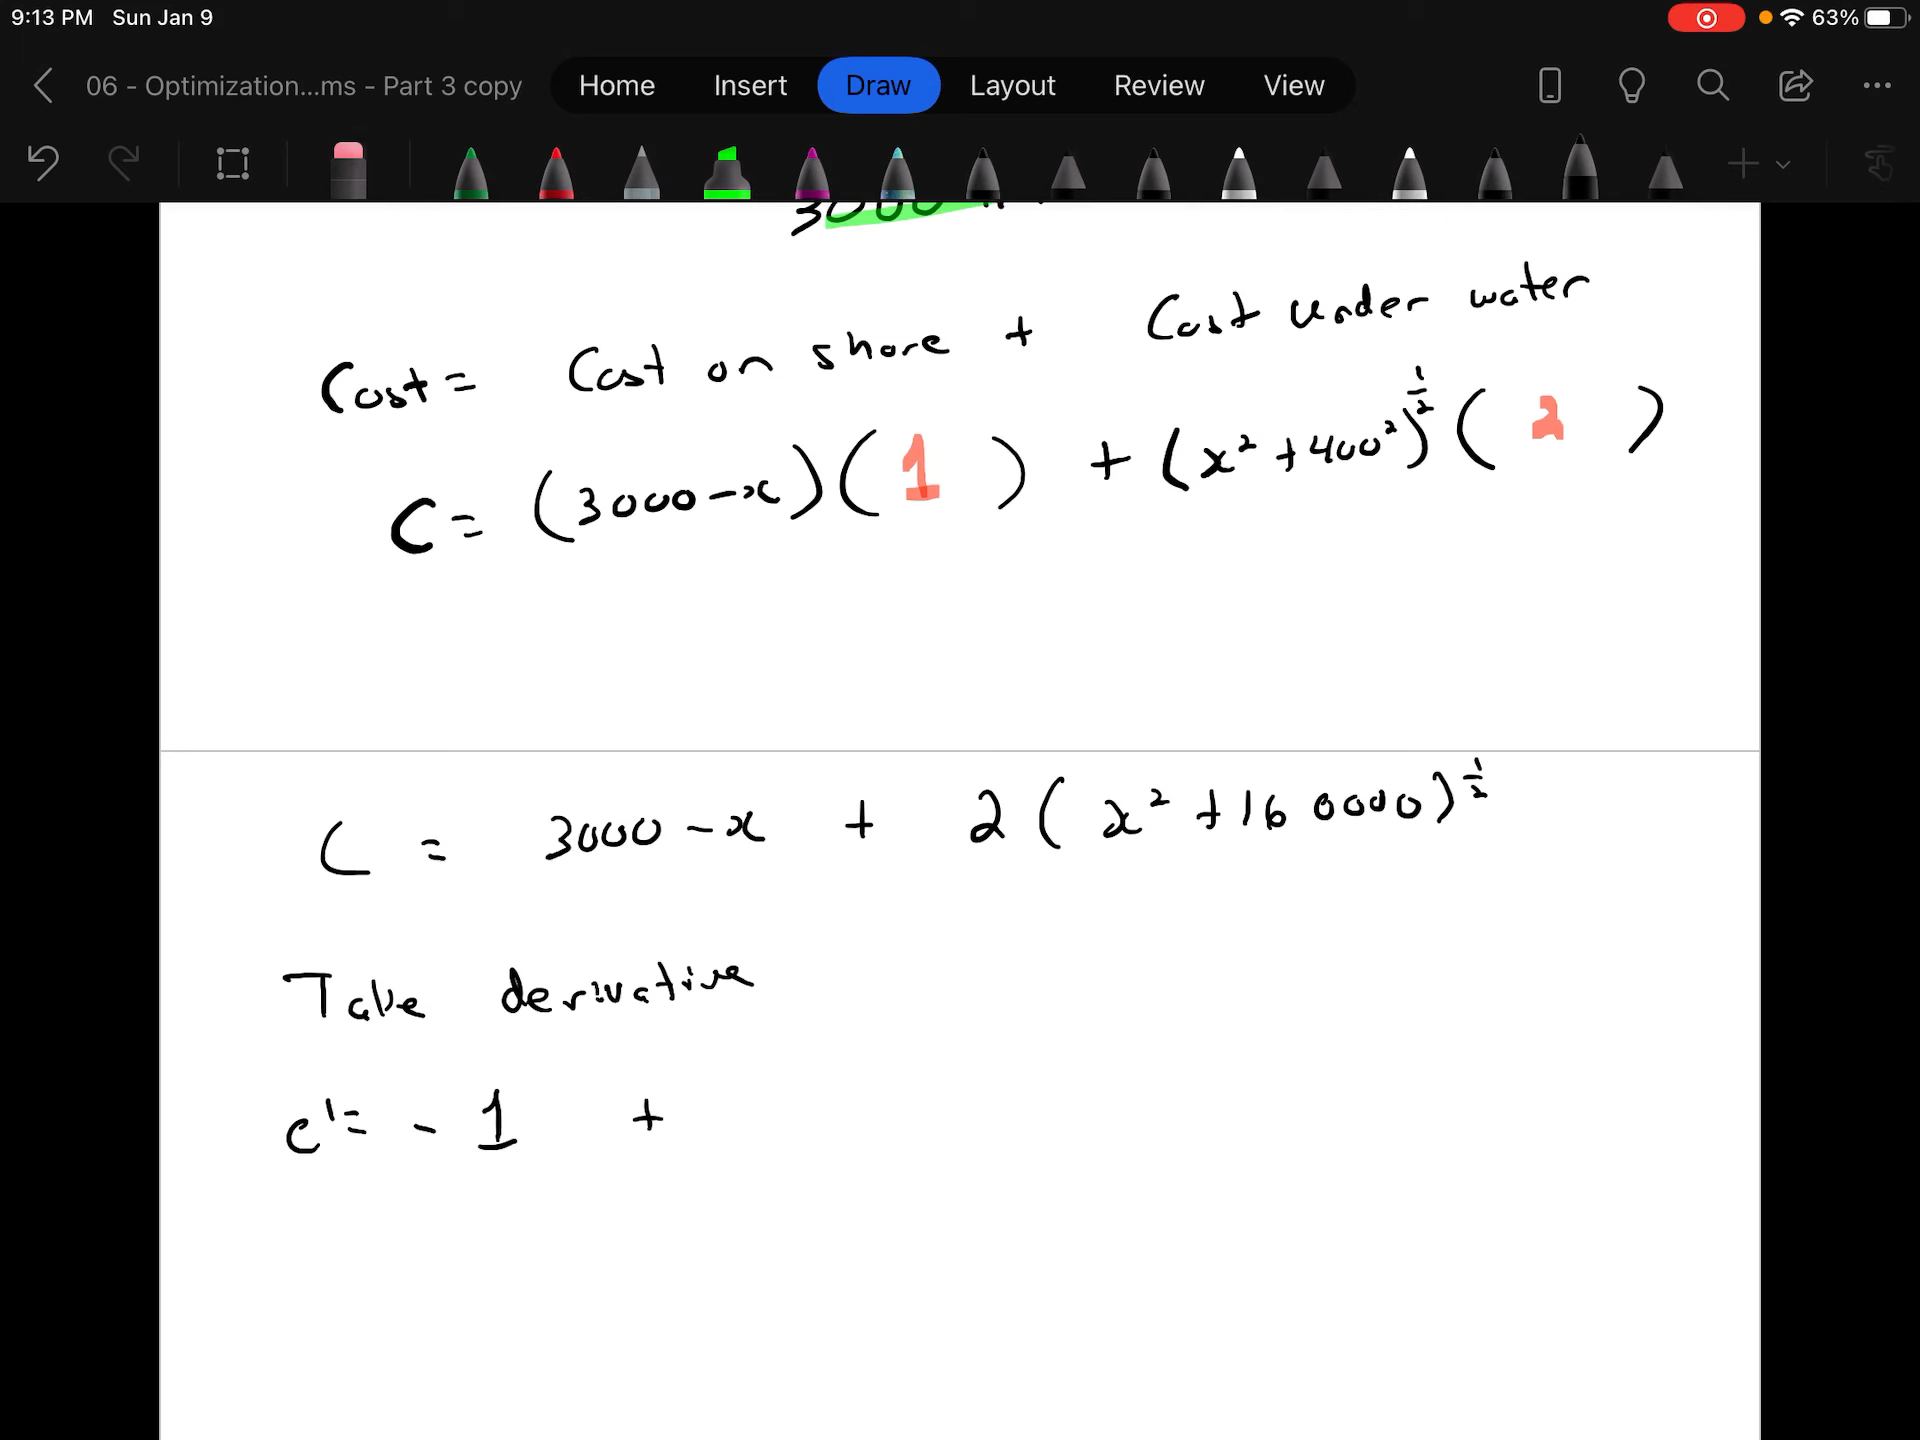 9:13 PM Sun Jan 9 63%
06 - Optimization...ms - Part 3 copy Home Insert Draw Layout Review View
3000
Cost = Cost on shore + Cost under water
C = (3000 - x)(1) + (x² + 400²)^½ (2)
C = 3000 - x + 2(x² + 160000)^½
Take derivative
c' = - 1 +